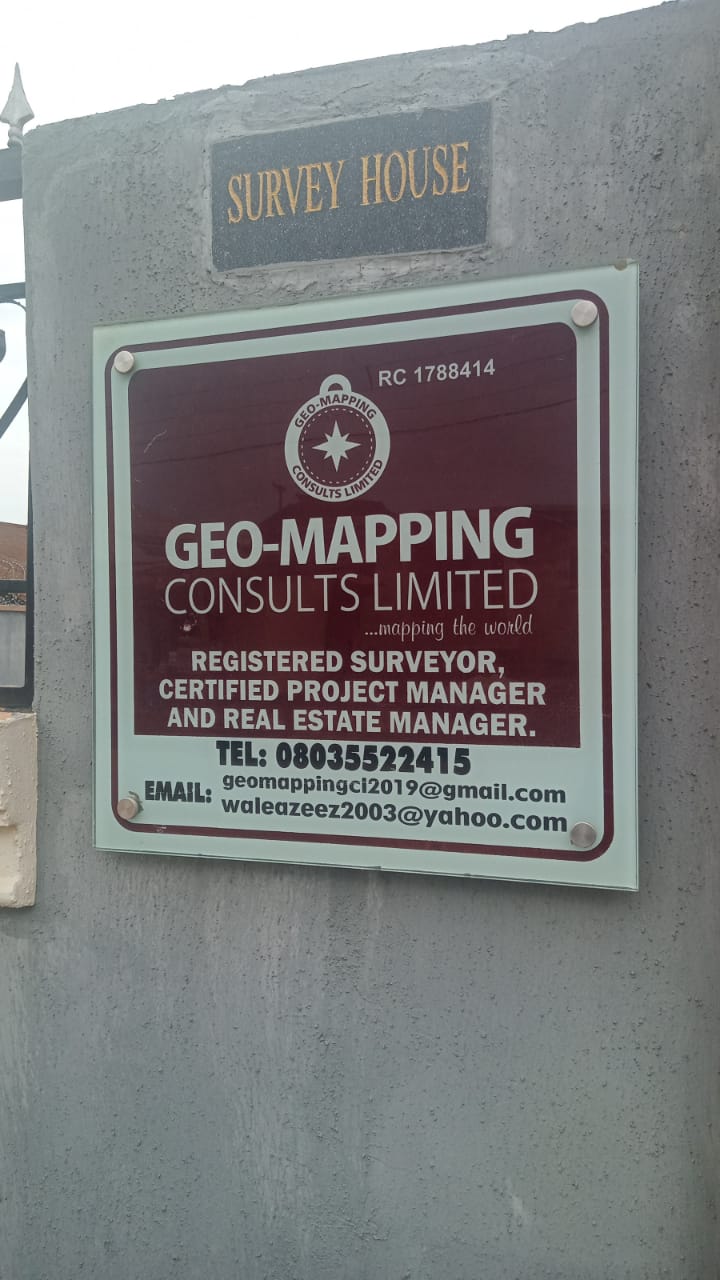 SURVEY HOUSE
RC 1788414
GEO-MAPPING
CONSULTS LIMITED
GEO-MAPPING
CONSULTS LIMITED
...mapping the world
REGISTERED SURVEYOR,
CERTIFIED PROJECT MANAGER
AND REAL ESTATE MANAGER.
TEL: 08035522415
EMAIL: geomappingcl2019@gmail.com
waleazeez2003@yahoo.com